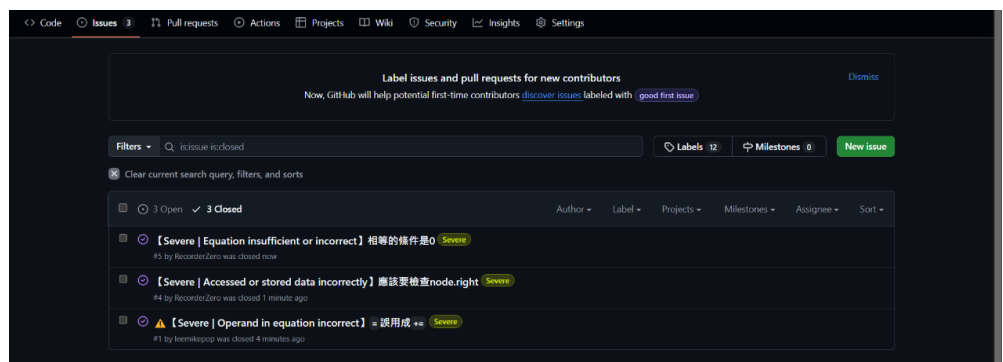 Code Issues 3 Pull requests Actions Projects Wiki Security Insights Settings
Label issues and pull requests for new contributors
Dismiss
Now, GitHub will help potential first-time contributors discover issues labeled with good first issue
Filters is:issue is:closed Labels 12 Milestones 0 New issue
Clear current search query, filters, and sorts
3 Open 3 Closed Author Label Projects Milestones Assignee Sort
【Severe | Equation insufficient or incorrect】相等的條件是0 Severe
#5 by RecorderZero was closed now
【Severe | Accessed or stored data incorrectly】應該要檢查node.right Severe
#4 by RecorderZero was closed 1 minute ago
【Severe | Operand in equation incorrect】 = 誤用成 += Severe
#1 by leemikepop was closed 4 minutes ago